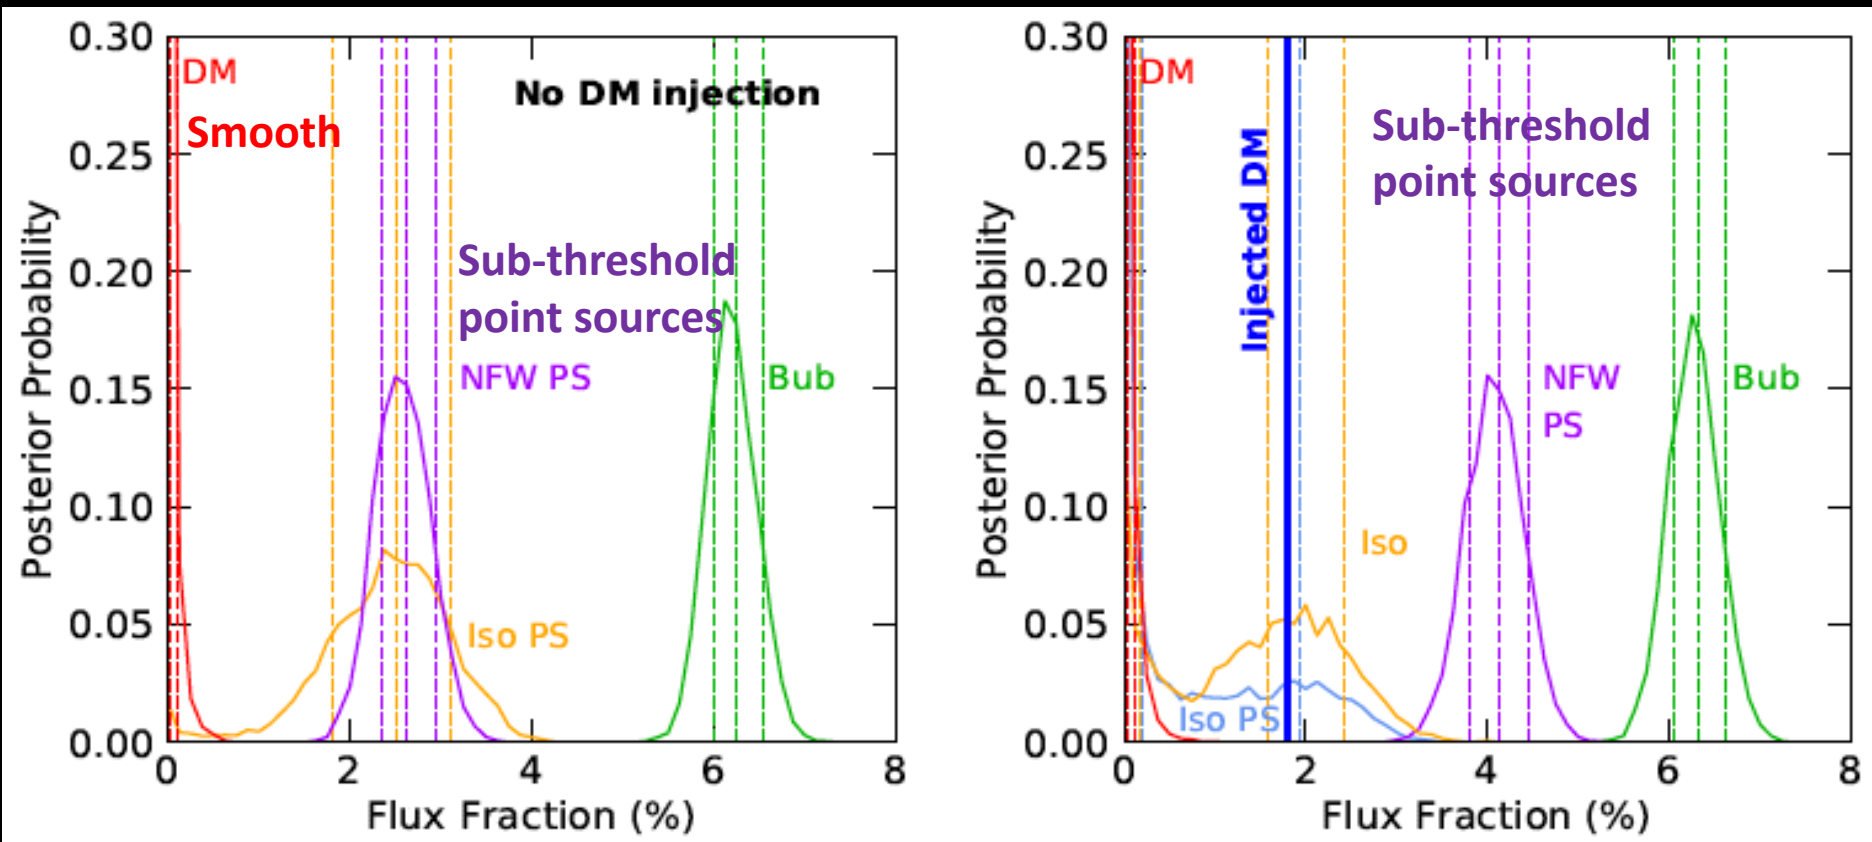 0.30
0.25
0.20
0.15
0.10
0.05
0.00
Posterior Probability
DM
Smooth
No DM injection
Sub-threshold
point sources
NFW PS
Bub
Iso PS
0 2 4 6 8
Flux Fraction (%)
0.30
0.25
0.20
0.15
0.10
0.05
0.00
Posterior Probability
DM
Injected DM
Sub-threshold
point sources
NFW
PS
Bub
Iso
Iso PS
0 2 4 6 8
Flux Fraction (%)